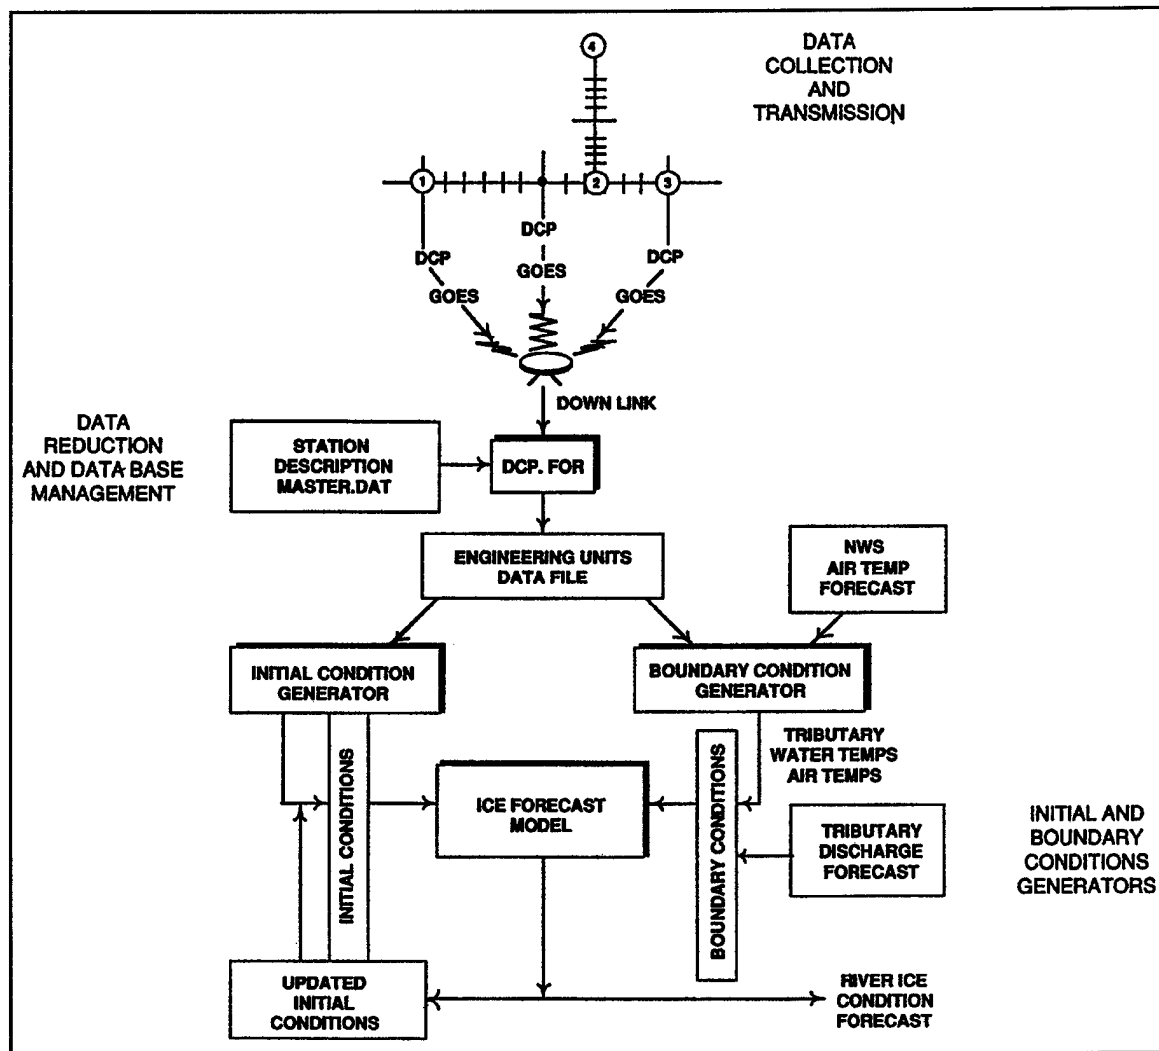 4
DATA
COLLECTION
AND
TRANSMISSION
1
2
3
DCP
DCP
DCP
GOES
GOES
GOES
DOWN LINK
DATA
REDUCTION
AND DATA BASE
MANAGEMENT
STATION
DESCRIPTION
MASTER.DAT
DCP. FOR
ENGINEERING UNITS
DATA FILE
NWS
AIR TEMP
FORECAST
INITIAL CONDITION
GENERATOR
BOUNDARY CONDITION
GENERATOR
TRIBUTARY
WATER TEMPS
AIR TEMPS
INITIAL CONDITIONS
ICE FORECAST
MODEL
BOUNDARY CONDITIONS
TRIBUTARY
DISCHARGE
FORECAST
INITIAL AND
BOUNDARY
CONDITIONS
GENERATORS
UPDATED
INITIAL
CONDITIONS
RIVER ICE
CONDITION
FORECAST